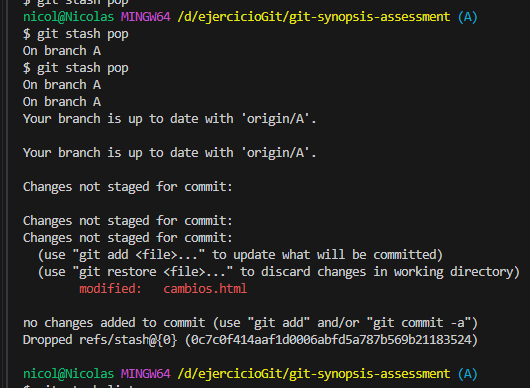 $ git stash pop
nicol@Nicolas MINGW64 /d/ejercicioGit/git-synopsis-assessment (A)
$ git stash pop
On branch A
$ git stash pop
On branch A
On branch A
Your branch is up to date with 'origin/A'.
Your branch is up to date with 'origin/A'.
Changes not staged for commit:
Changes not staged for commit:
Changes not staged for commit:
(use "git add <file>..." to update what will be committed)
(use "git restore <file>..." to discard changes in working directory)
modified:   cambios.html
no changes added to commit (use "git add" and/or "git commit -a")
Dropped refs/stash@{0} (0c7c0f414aaf1d0006abfd5a787b569b21183524)
nicol@Nicolas MINGW64 /d/ejercicioGit/git-synopsis-assessment (A)